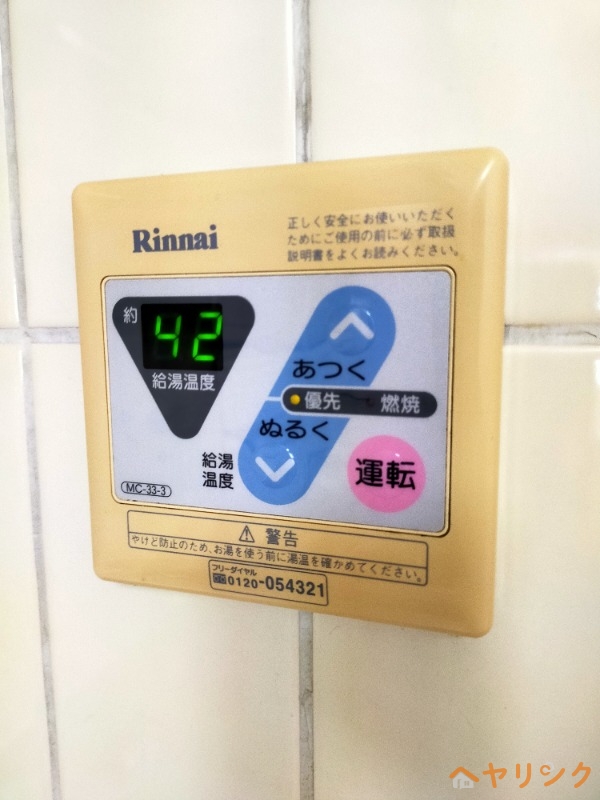 Rinnai
正しく安全にお使いいただく
ためにご使用の前に必ず取扱
説明書をよくお読みください。
約
42
給湯温度
あつく
優先
燃焼
ぬるく
給湯
温度
運転
MC-33-3
警告
やけど防止のため、お湯を使う前に湯温を確かめてください。
フリーダイヤル
0120-054321
ヘヤリンク